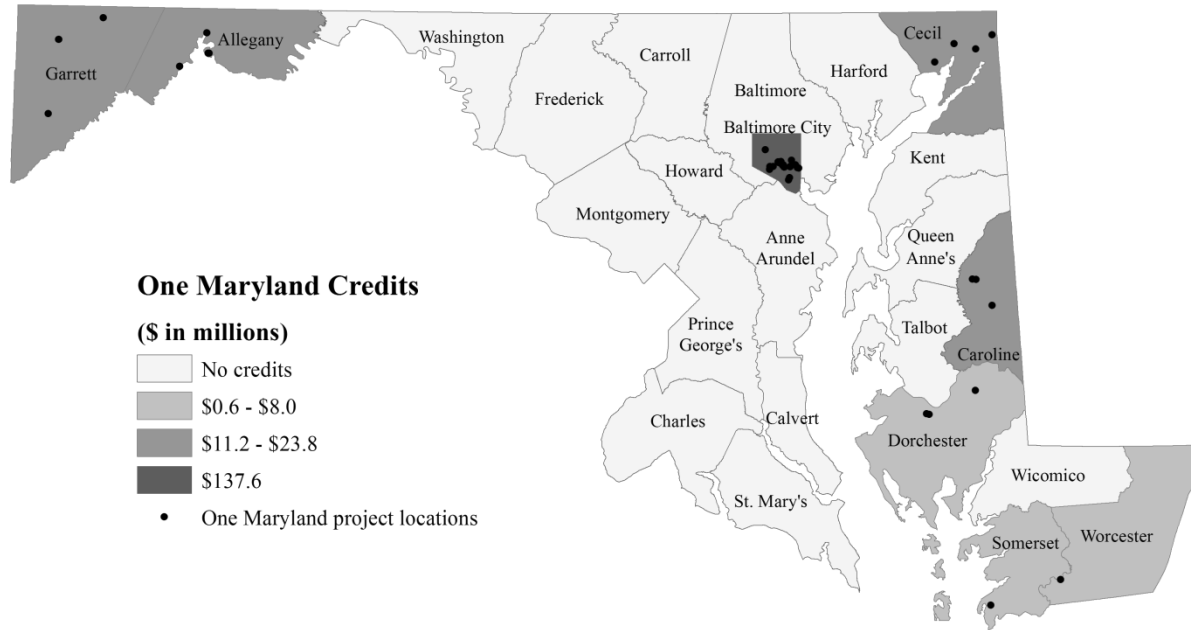 Garrett
Allegany
Washington
Frederick
Carroll
Baltimore
Baltimore City
Harford
Cecil
Howard
Montgomery
Kent
Queen
Anne's
Anne
Arundel
Prince
George's
Talbot
Caroline
Charles
Calvert
Dorchester
St. Mary's
Wicomico
Somerset
Worcester
One Maryland Credits
($ in millions)
No credits
$0.6 - $8.0
$11.2 - $23.8
$137.6
One Maryland project locations